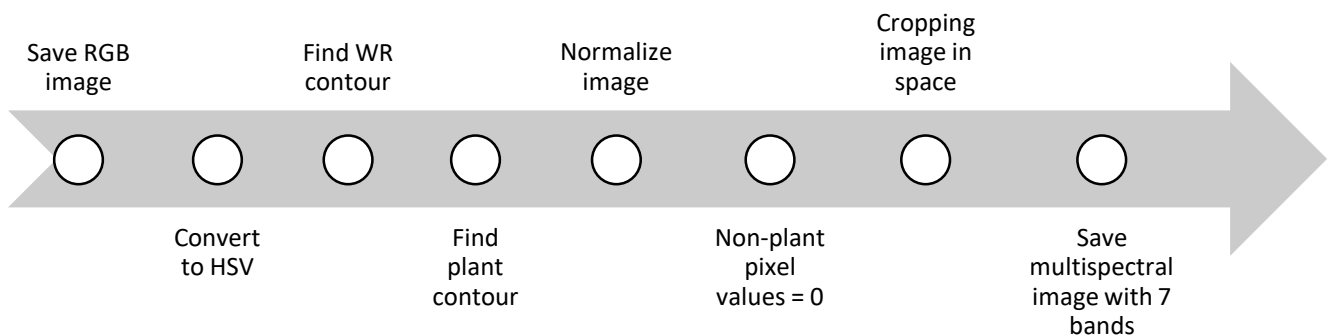 Save RGB
image
Convert
to HSV
Find WR
contour
Find
plant
contour
Normalize
image
Non-plant
pixel
values = 0
Cropping
image in
space
Save
multispectral
image with 7
bands